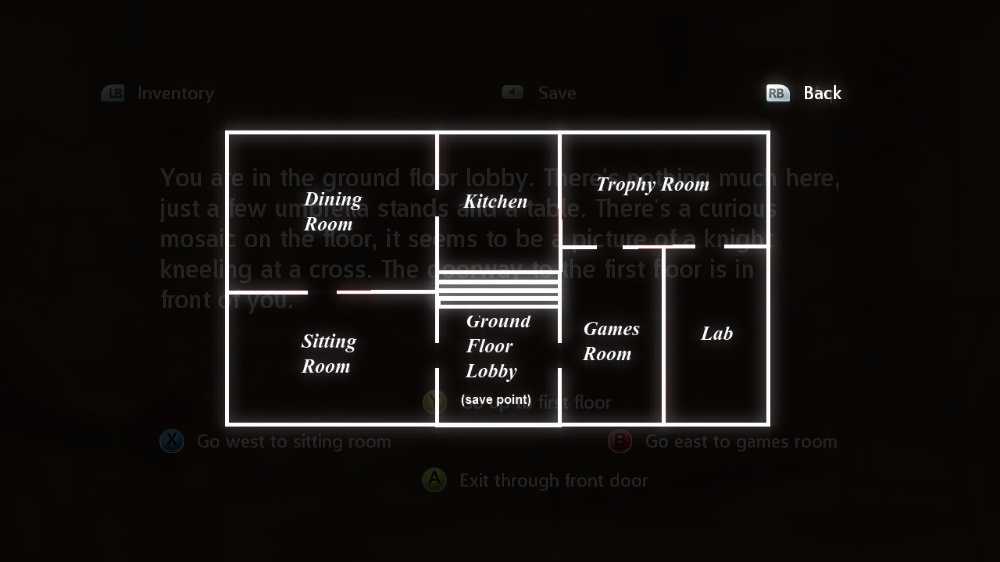 LB Inventory
Save
RB Back
You are in the ground floor lobby. There's nothing much here,
just a few umbrella stands and a table. There's a curious
mosaic on the floor, it seems to be a picture of a knight
kneeling at a cross. The doorway to the first floor is in
front of you.
Dining
Room
Kitchen
Trophy Room
Sitting
Room
Ground
Floor
Lobby
(save point)
Games
Room
Lab
Y Go up to first floor
X Go west to sitting room
B Go east to games room
A Exit through front door